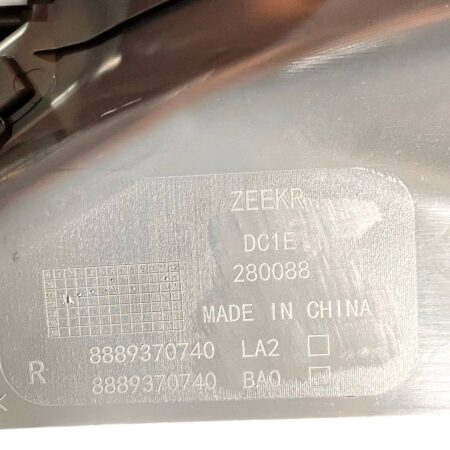 ZEEKR
DC1E
280088
MADE IN CHINA
8889370740 LA2
R
8889370740 BA0